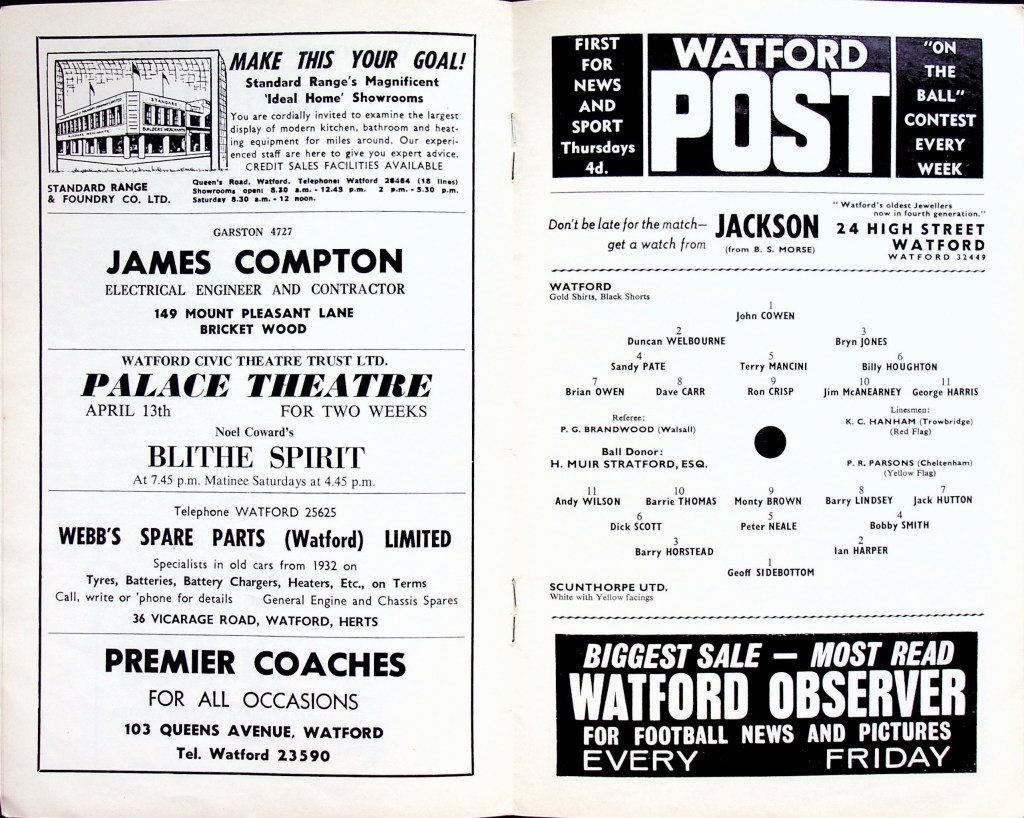 MAKE THIS YOUR GOAL!
Standard Range's Magnificent
'Ideal Home' Showrooms
You are cordially invited to examine the largest
display of modern kitchen, bathroom and heat-
ing equipment for miles around. Our experi-
enced staff are here to give you expert advice.
CREDIT SALES FACILITIES AVAILABLE
STANDARD
BUILDERS MERCHANTS
STANDARD RANGE
& FOUNDRY CO. LTD.
Queen's Road, Watford. Telephone: Watford 26464 (18 lines)
Showrooms open: 8.30 a.m. - 12.45 p.m. 2 p.m. - 5.30 p.m.
Saturday 8.30 a.m. - 12 noon.
GARSTON 4727
JAMES COMPTON
ELECTRICAL ENGINEER AND CONTRACTOR
149 MOUNT PLEASANT LANE
BRICKET WOOD
WATFORD CIVIC THEATRE TRUST LTD.
PALACE THEATRE
APRIL 13th FOR TWO WEEKS
Noel Coward's
BLITHE SPIRIT
At 7.45 p.m. Matinee Saturdays at 4.45 p.m.
Telephone WATFORD 25625
WEBB'S SPARE PARTS (Watford) LIMITED
Specialists in old cars from 1932 on
Tyres, Batteries, Battery Chargers, Heaters, Etc., on Terms
Call, write or 'phone for details General Engine and Chassis Spares
36 VICARAGE ROAD, WATFORD, HERTS
PREMIER COACHES
FOR ALL OCCASIONS
103 QUEENS AVENUE, WATFORD
Tel. Watford 23590
FIRST
FOR
NEWS
AND
SPORT
Thursdays
4d.
WATFORD
POST
"ON
THE
BALL"
CONTEST
EVERY
WEEK
Don't be late for the match—
get a watch from
JACKSON
(from B. S. MORSE)
"Watford's oldest Jewellers
now in fourth generation."
24 HIGH STREET
WATFORD
WATFORD 32449
WATFORD
Gold Shirts, Black Shorts
1
John COWEN
2 3
Duncan WELBOURNE Bryn JONES
4 5 6
Sandy PATE Terry MANCINI Billy HOUGHTON
7 8 9 10 11
Brian OWEN Dave CARR Ron CRISP Jim McANEARNEY George HARRIS
Referee:
P. G. BRANDWOOD (Walsall)
Linesmen:
K. C. HANHAM (Trowbridge)
(Red Flag)
Ball Donor:
H. MUIR STRATFORD, ESQ.
P. R. PARSONS (Cheltenham)
(Yellow Flag)
11 10 9 8 7
Andy WILSON Barrie THOMAS Monty BROWN Barry LINDSEY Jack HUTTON
6 5 4
Dick SCOTT Peter NEALE Bobby SMITH
3 2
Barry HORSTEAD Ian HARPER
1
Geoff SIDEBOTTOM
SCUNTHORPE UTD.
White with Yellow facings
BIGGEST SALE — MOST READ
WATFORD OBSERVER
FOR FOOTBALL NEWS AND PICTURES
EVERY FRIDAY